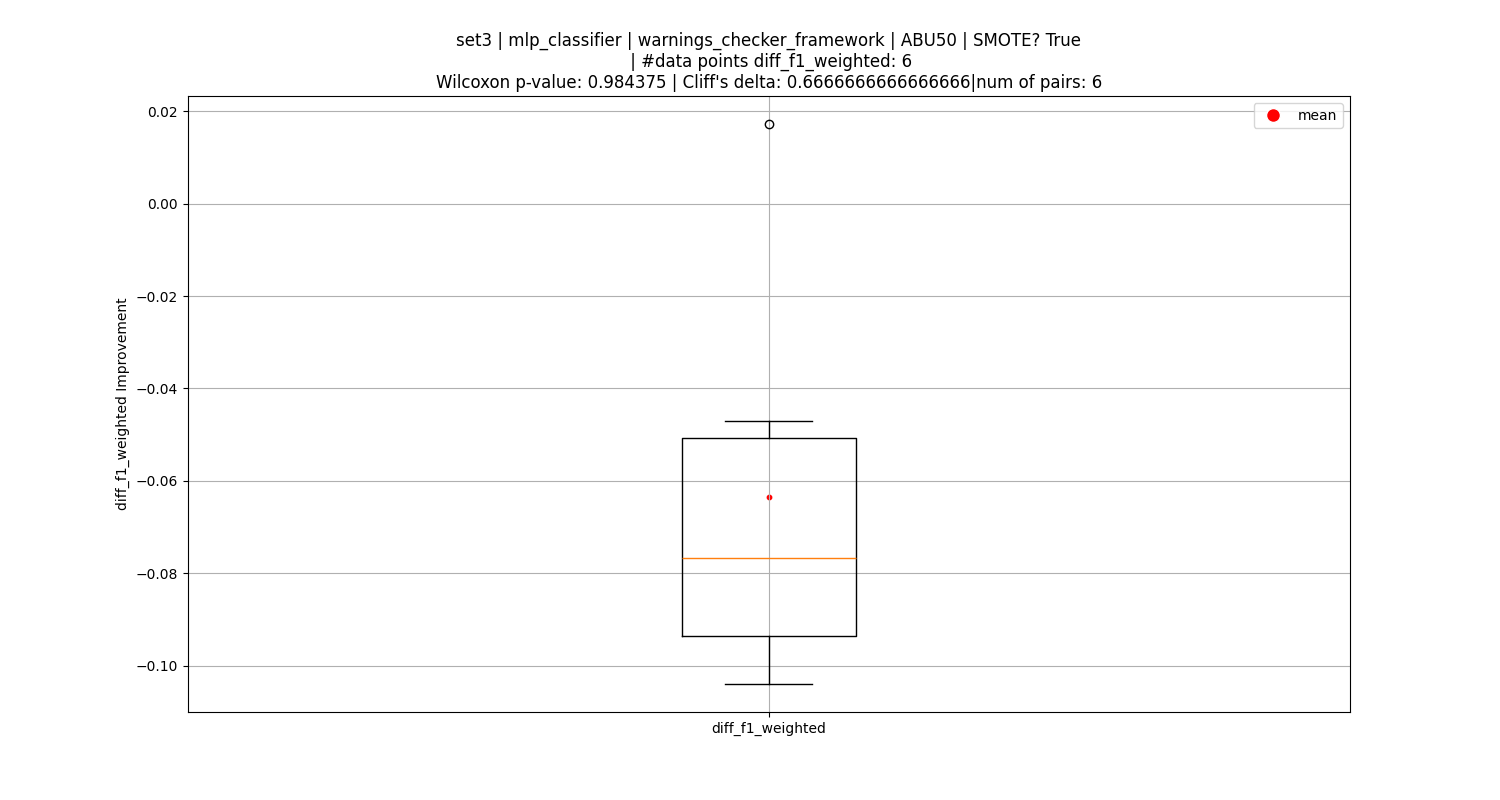 set3 | mlp_classifier | warnings_checker_framework | ABU50 | SMOTE? True
| #data points diff_f1_weighted: 6
Wilcoxon p-value: 0.984375 | Cliff's delta: 0.6666666666666666|num of pairs: 6
mean
0.02
0.00
−0.02
−0.04
−0.06
−0.08
−0.10
diff_f1_weighted Improvement
diff_f1_weighted